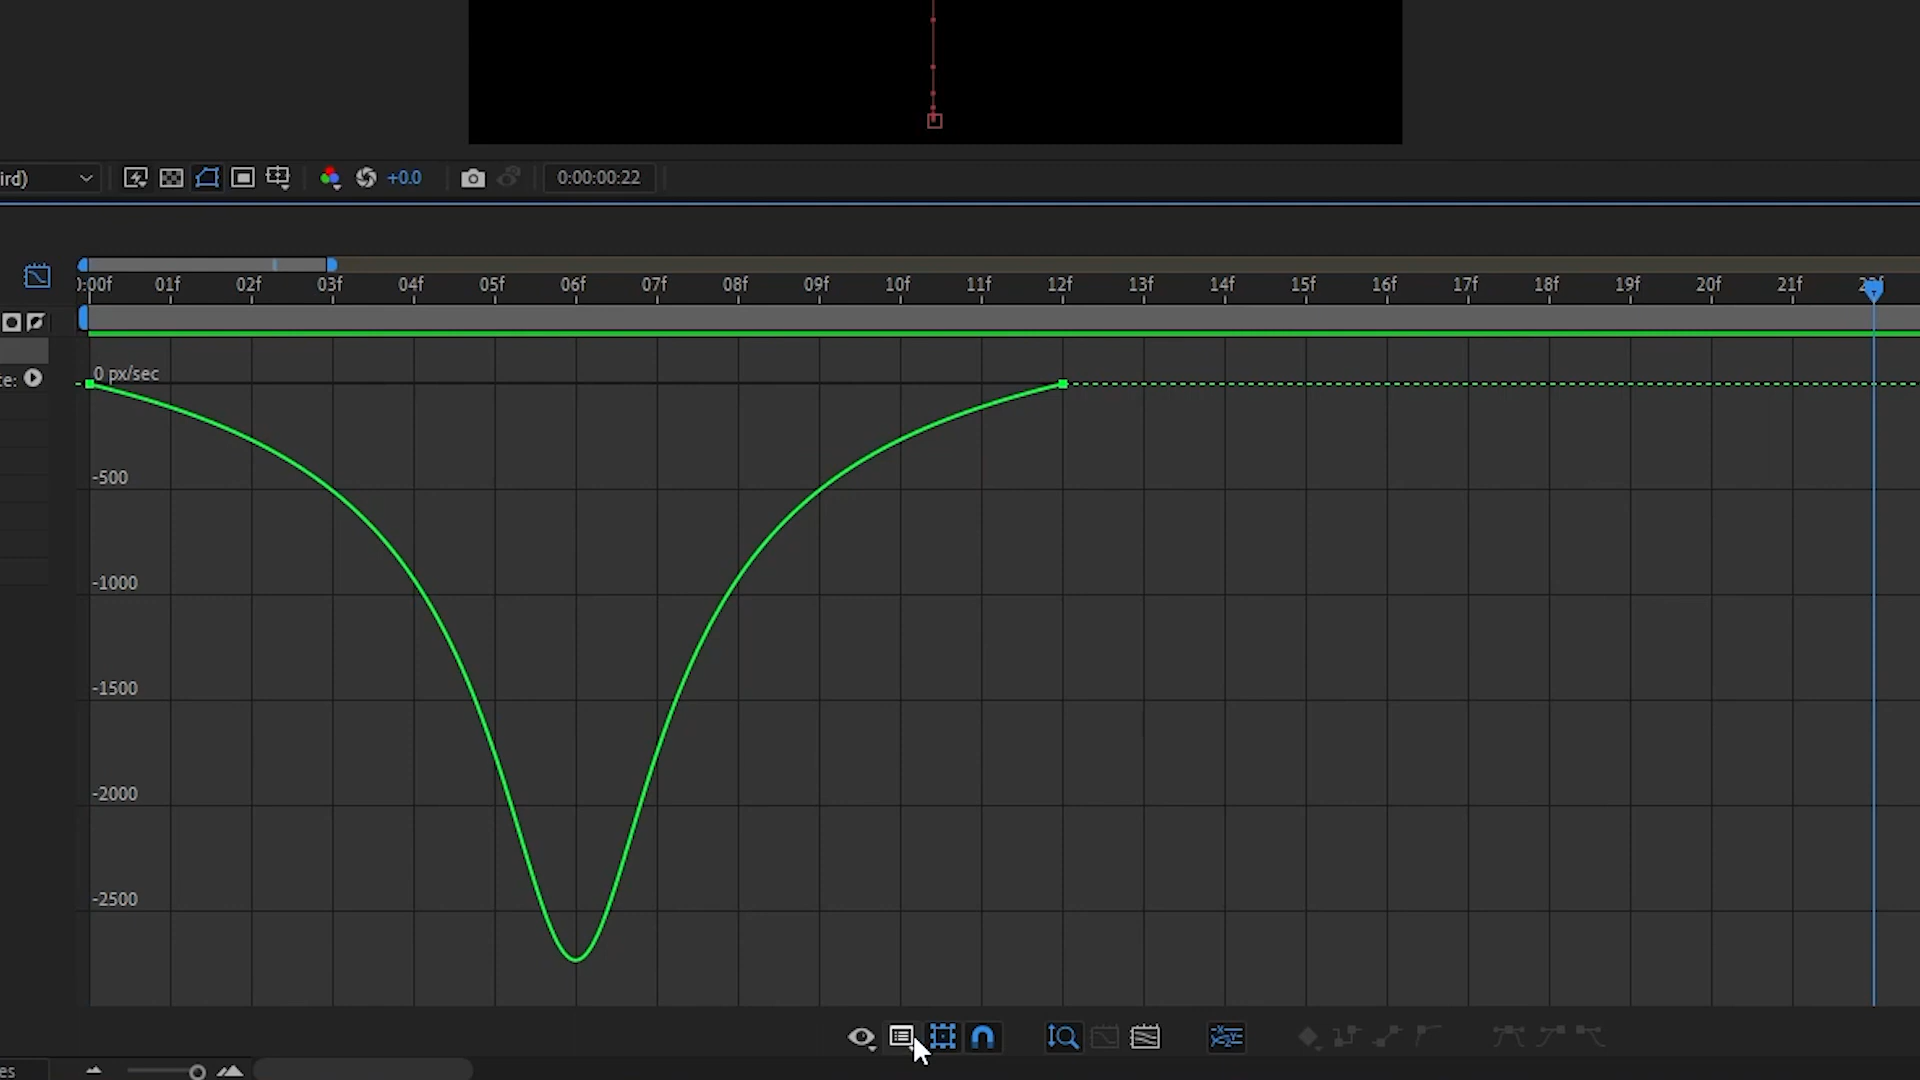 ird) +0.0 0:00:00:22
:00f 01f 02f 03f 04f 05f 06f 07f 08f 09f 10f 11f 12f 13f 14f 15f 16f 17f 18f 19f 20f 21f
0 px/sec
te:
-500
-1000
-1500
-2000
-2500
es